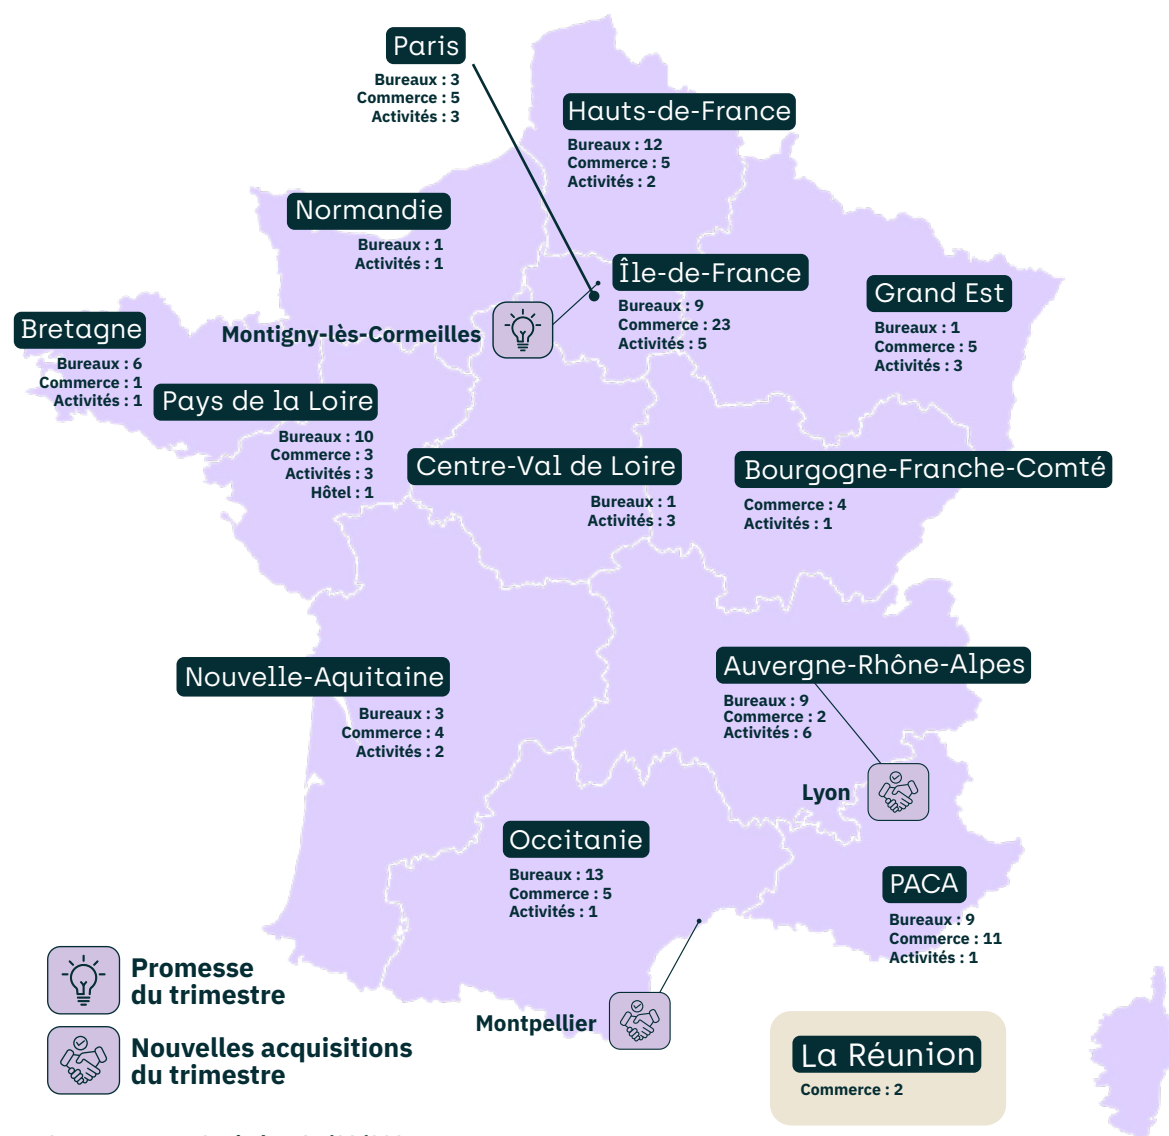 Paris
Bureaux : 3
Commerce : 5
Activités : 3
Hauts-de-France
Bureaux : 12
Commerce : 5
Activités : 2
Normandie
Bureaux : 1
Activités : 1
Île-de-France
Bureaux : 9
Commerce : 23
Activités : 5
Grand Est
Bureaux : 1
Commerce : 5
Activités : 3
Montigny-lès-Cormeilles
Bretagne
Bureaux : 6
Commerce : 1
Activités : 1
Pays de la Loire
Bureaux : 10
Commerce : 3
Activités : 3
Hôtel : 1
Centre-Val de Loire
Bureaux : 1
Activités : 3
Bourgogne-Franche-Comté
Commerce : 4
Activités : 1
Nouvelle-Aquitaine
Bureaux : 3
Commerce : 4
Activités : 2
Auvergne-Rhône-Alpes
Bureaux : 9
Commerce : 2
Activités : 6
Lyon
Occitanie
Bureaux : 13
Commerce : 5
Activités : 1
PACA
Bureaux : 9
Commerce : 11
Activités : 1
Montpellier
Promesse
du trimestre
Nouvelles acquisitions
du trimestre
La Réunion
Commerce : 2